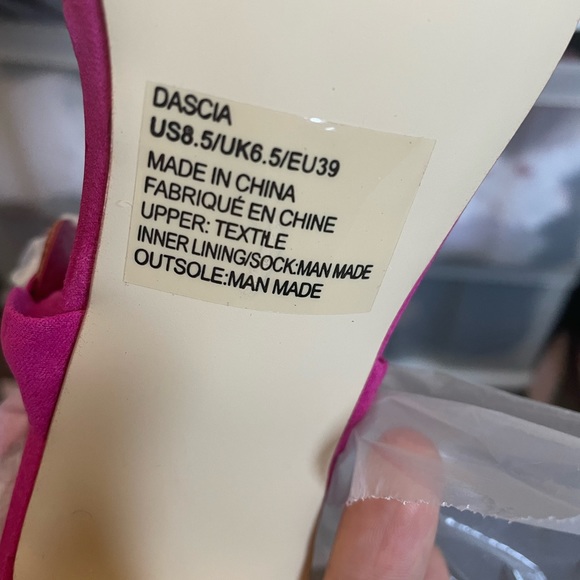 DASCIA
US8.5/UK6.5/EU39
MADE IN CHINA
FABRIQUÉ EN CHINE
UPPER: TEXTILE
INNER LINING/SOCK:MAN MADE
OUTSOLE:MAN MADE